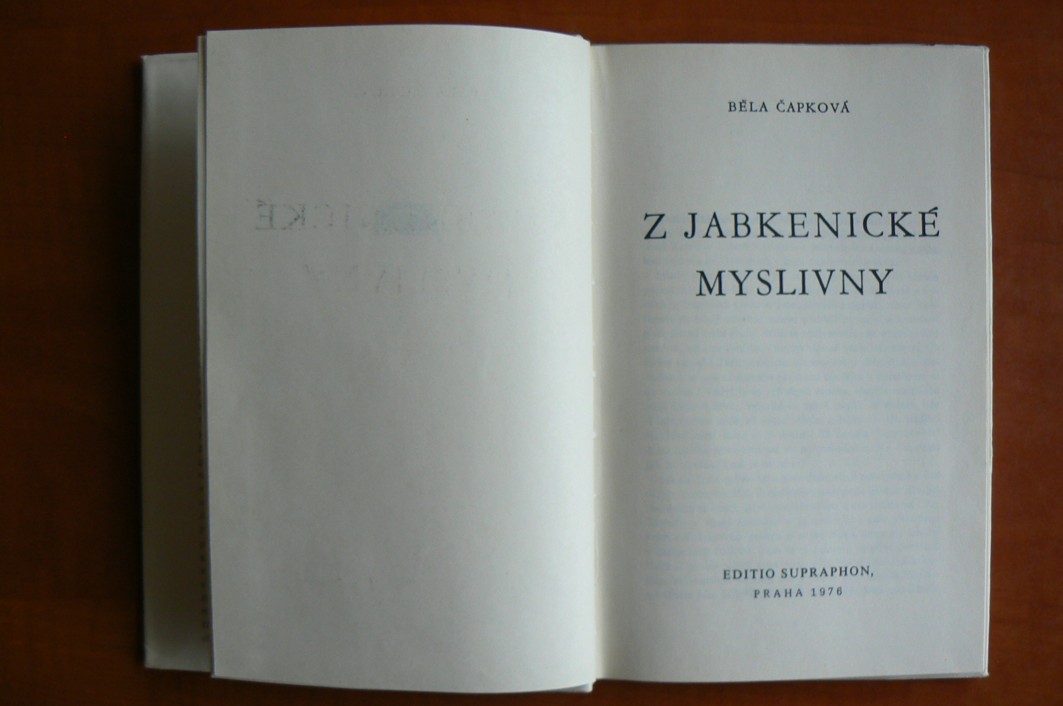 BĚLA ČAPKOVÁ
Z JABKENICKÉ
MYSLIVNY
EDITIO SUPRAPHON,
PRAHA 1976